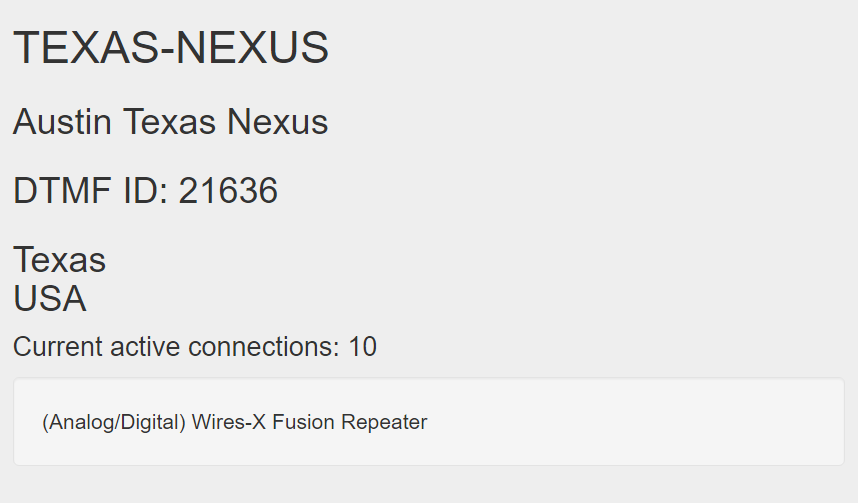 TEXAS-NEXUS
Austin Texas Nexus
DTMF ID: 21636
Texas
USA
Current active connections: 10
(Analog/Digital) Wires-X Fusion Repeater